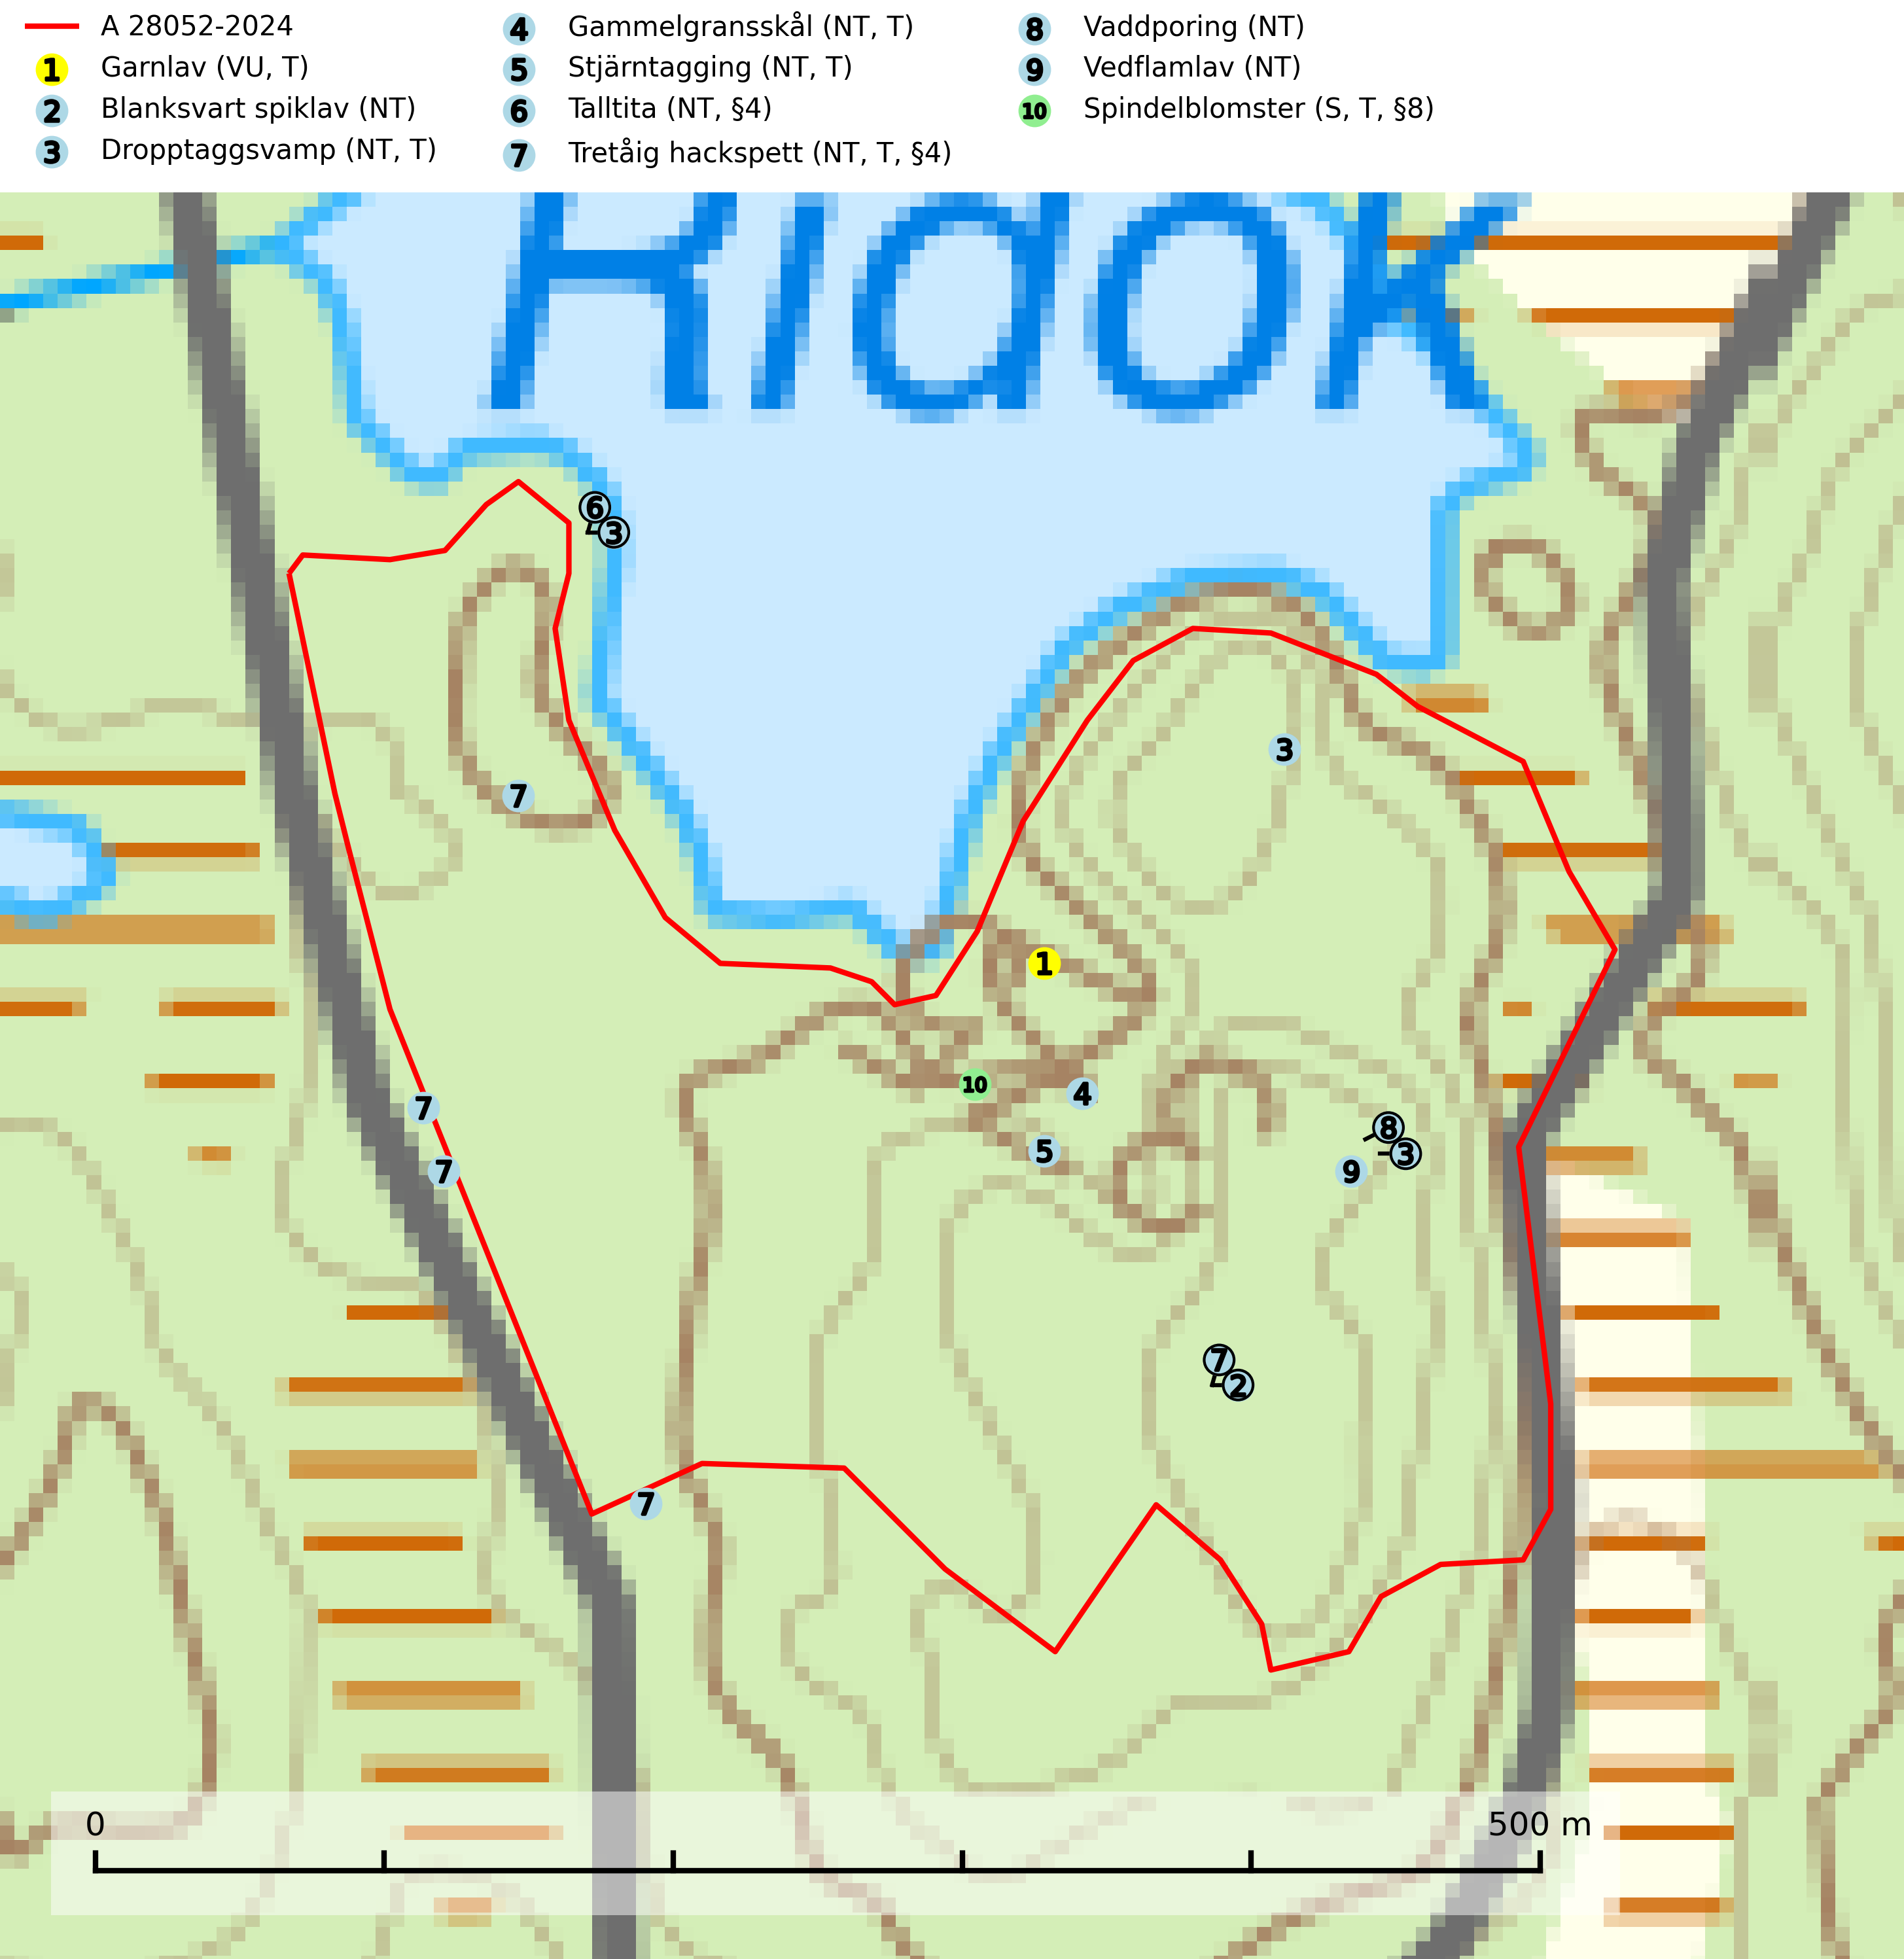 A 28052-2024
1 Garnlav (VU, T)
2 Blanksvart spiklav (NT)
3 Dropptaggsvamp (NT, T)
4 Gammelgransskål (NT, T)
5 Stjärntagging (NT, T)
6 Talltita (NT, §4)
7 Tretåig hackspett (NT, T, §4)
8 Vaddporing (NT)
9 Vedflamlav (NT)
10 Spindelblomster (S, T, §8)
6
3
3
7
1
10
4
7
8
5
3
7
9
7
2
7
0
500 m